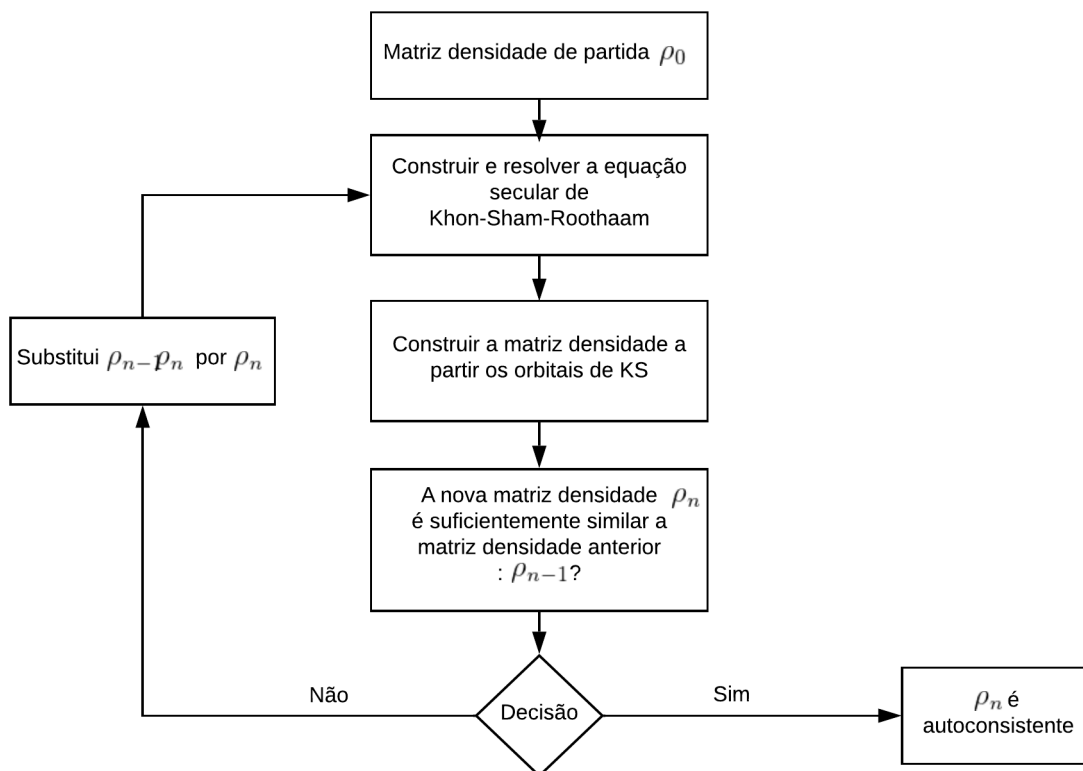 Matriz densidade de partida ρ₀
Construir e resolver a equação
secular de
Khon-Sham-Roothaam
Construir a matriz densidade a
partir os orbitais de KS
Substitui ρₙ₋₁ρₙ por ρₙ
A nova matriz densidade ρₙ
é suficientemente similar a
matriz densidade anterior
: ρₙ₋₁?
Não
Decisão
Sim
ρₙ é
autoconsistente